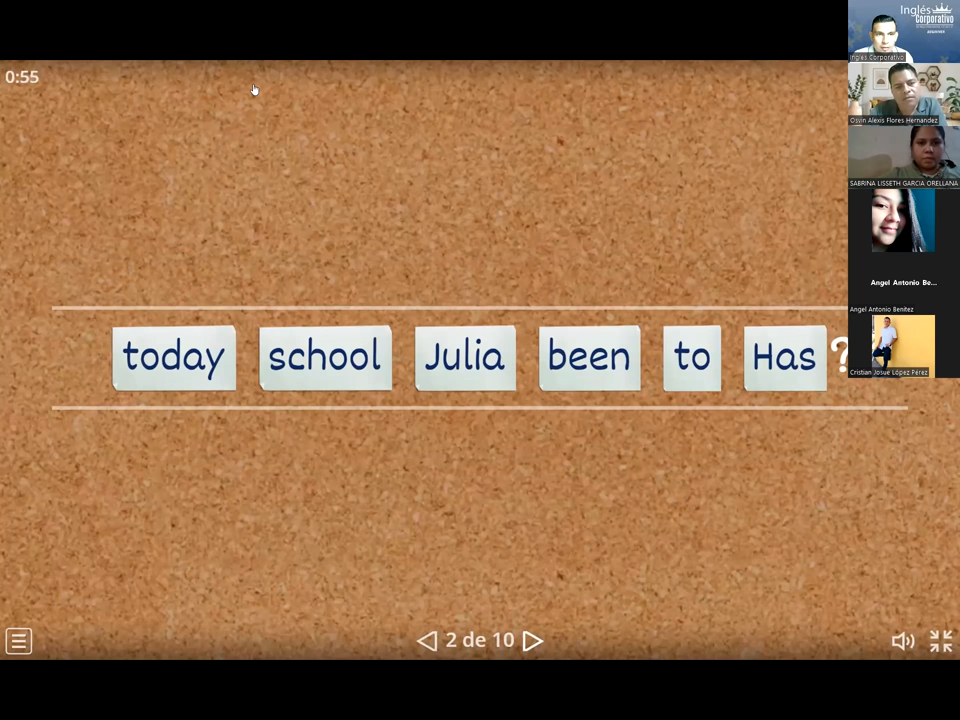 0:55
today school Julia been to Has ?
2 de 10
Inglés
Corporativo
Ingles Corporativo
Osvin Alexis Flores Hernandez
SABRINA LISSETH GARCIA ORELLANA
Angel Antonio Be...
Angel Antonio Benitez
Cristian Josue López Pérez